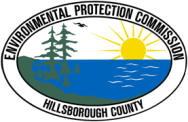 ENVIRONMENTAL PROTECTION COMMISSION
HILLSBOROUGH COUNTY